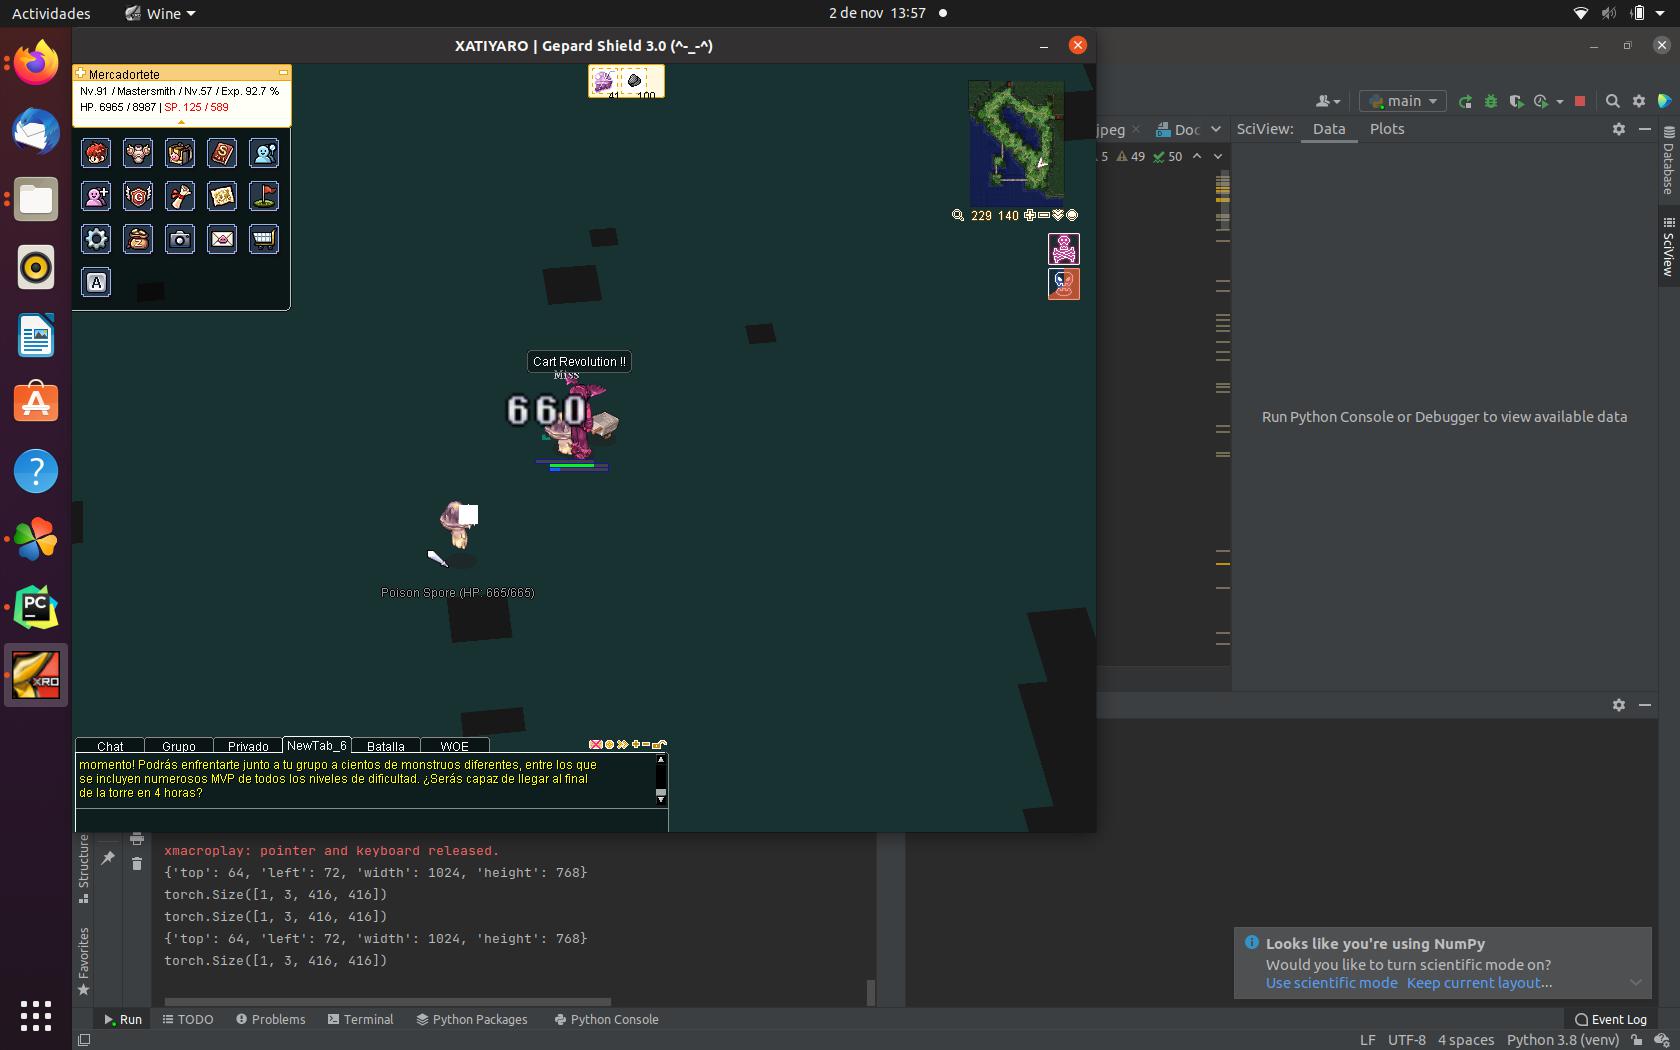 Actividades
Wine
2 de nov 13:57
XATIYARO | Gepard Shield 3.0 (^-_-^)
Mercadortete
Nv.91 / Mastersmith / Nv.57 / Exp. 92.7 %
HP. 6965 / 8987 | SP. 125 / 589
41
100
229 140
A
Cart Revolution !!
Miss
660
Poison Spore (HP: 665/665)
Chat
Grupo
Privado
NewTab_6
Batalla
WOE
momento! Podrás enfrentarte junto a tu grupo a cientos de monstruos diferentes, entre los que
se incluyen numerosos MVP de todos los niveles de dificultad. ¿Serás capaz de llegar al final
de la torre en 4 horas?
main
jpeg
Doc
SciView:
Data
Plots
5
49
50
Database
SciView
Run Python Console or Debugger to view available data
PC
XRO
Structure
Favorites
xmacroplay: pointer and keyboard released.
{'top': 64, 'left': 72, 'width': 1024, 'height': 768}
torch.Size([1, 3, 416, 416])
torch.Size([1, 3, 416, 416])
{'top': 64, 'left': 72, 'width': 1024, 'height': 768}
torch.Size([1, 3, 416, 416])
Looks like you're using NumPy
Would you like to turn scientific mode on?
Use scientific mode Keep current layout...
Run
TODO
Problems
Terminal
Python Packages
Python Console
Event Log
LF UTF-8 4 spaces Python 3.8 (venv)